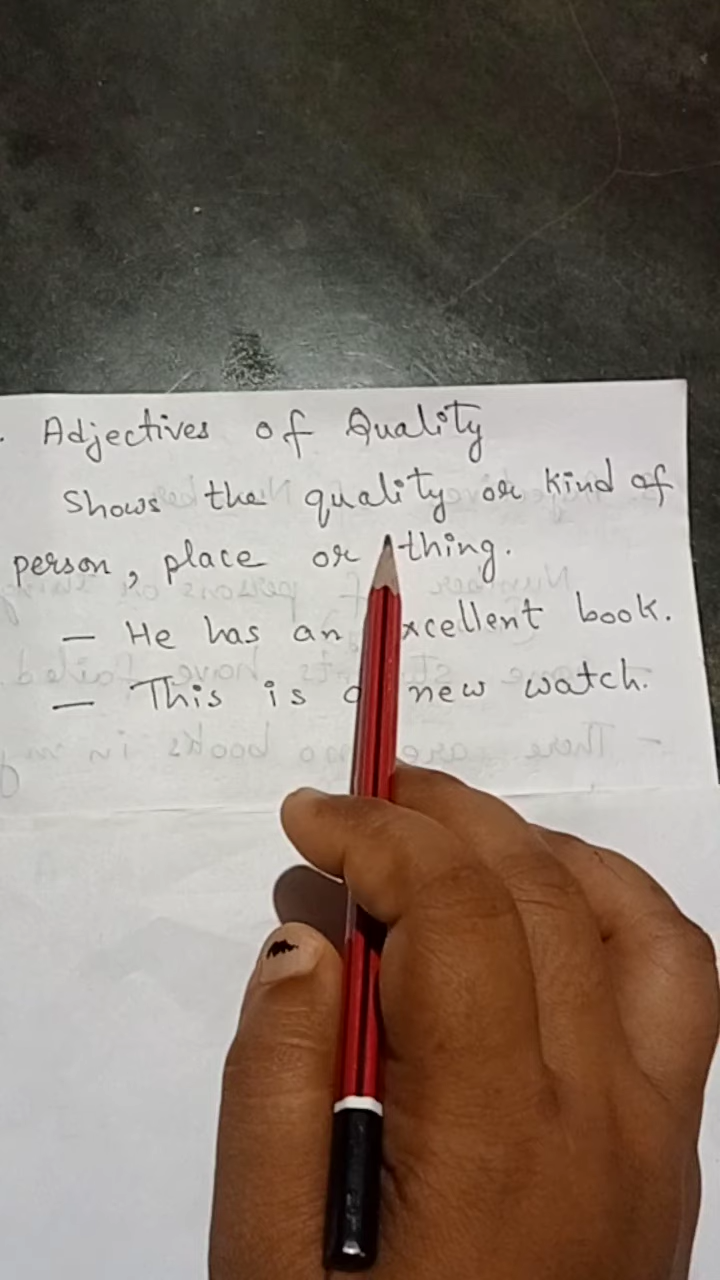 . Adjectives of Quality
Shows the quality or kind of
person, place or thing.
– He has an excellent book.
– This is a new watch.